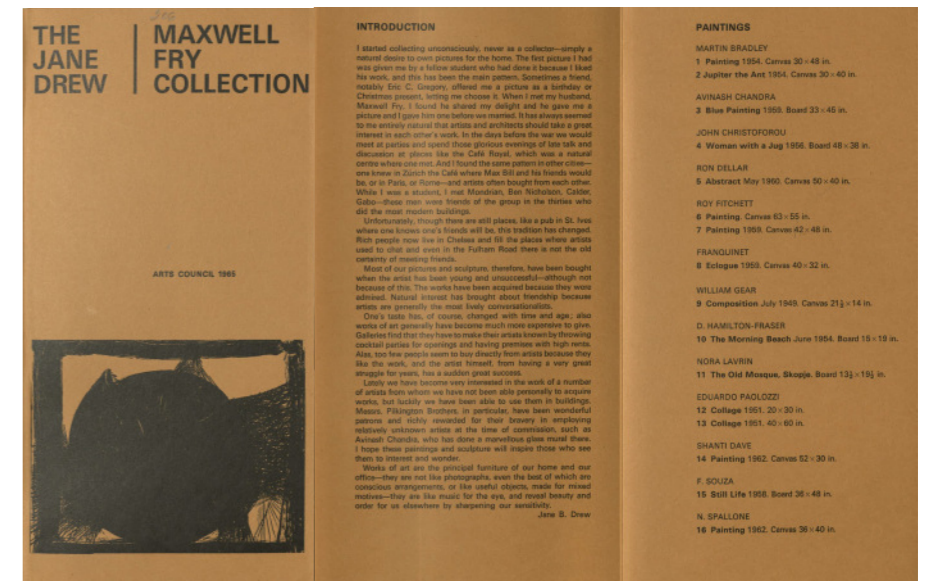 THE
JANE
DREW
MAXWELL
FRY
COLLECTION
ARTS COUNCIL 1965
INTRODUCTION
I started collecting unconsciously, never as a collector—simply a
natural desire to own pictures for the home. The first picture I had
was given me by a fellow student who had done it because I liked
his work, and this has been the main pattern. Sometimes a friend,
notably Eric C. Gregory, offered me a picture as a birthday or
Christmas present, letting me choose it. When I met my husband,
Maxwell Fry, I found he shared my delight and he gave me a
picture and I gave him one before we married. It has always seemed
to me entirely natural that artists and architects should take a great
interest in each other's work. In the days before the war we would
meet at parties and spend those glorious evenings of late talk and
discussion at places like the Café Royal, which was a natural
centre where one met. And I found the same pattern in other cities—
one knew in Zürich the Café where Max Bill and his friends would
be, or in Paris, or Rome—and artists often bought from each other.
While I was a student, I met Mondrian, Ben Nicholson, Calder,
Gabo—these men were friends of the group in the thirties who
did the most modern buildings.
Unfortunately, though there are still places, like a pub in St. Ives
where one knows one's friends will be, this tradition has changed.
Rich people now live in Chelsea and fill the places where artists
used to chat and even in the Fulham Road there is not the old
certainty of meeting friends.
Most of our pictures and sculpture, therefore, have been bought
when the artist has been young and unsuccessful—although not
because of this. The works have been acquired because they were
admired. Natural interest has brought about friendship because
artists are generally the most lively conversationalists.
One's taste has, of course, changed with time and age; also
works of art generally have become much more expensive to give.
Galleries find that they have to make their artists known by throwing
cocktail parties for openings and having premises with high rents.
Alas, too few people seem to buy directly from artists because they
like the work, and the artist himself, from having a very great
struggle for years, has a sudden great success.
Lately we have become very interested in the work of a number
of artists from whom we have not been able personally to acquire
works, but luckily we have been able to use them in buildings.
Messrs. Pilkington Brothers, in particular, have been wonderful
patrons and richly rewarded for their bravery in employing
relatively unknown artists at the time of commission, such as
Avinash Chandra, who has done a marvellous glass mural there.
I hope these paintings and sculpture will inspire those who see
them to interest and wonder.
Works of art are the principal furniture of our home and our
office—they are not like photographs, even the best of which are
conscious arrangements, or like useful objects, made for mixed
motives—they are like music for the eye, and reveal beauty and
order for us elsewhere by sharpening our sensitivity.
Jane B. Drew
PAINTINGS
MARTIN BRADLEY
1 Painting 1954. Canvas 30 × 48 in.
2 Jupiter the Ant 1954. Canvas 30 × 40 in.
AVINASH CHANDRA
3 Blue Painting 1959. Board 33 × 45 in.
JOHN CHRISTOFOROU
4 Woman with a Jug 1956. Board 48 × 38 in.
RON DELLAR
5 Abstract May 1960. Canvas 50 × 40 in.
ROY FITCHETT
6 Painting. Canvas 63 × 55 in.
7 Painting 1959. Canvas 42 × 48 in.
FRANQUINET
8 Eclogue 1959. Canvas 40 × 32 in.
WILLIAM GEAR
9 Composition July 1949. Canvas 21½ × 14 in.
D. HAMILTON-FRASER
10 The Morning Beach June 1954. Board 15 × 19 in.
NORA LAVRIN
11 The Old Mosque, Skopje. Board 13½ × 19½ in.
EDUARDO PAOLOZZI
12 Collage 1951. 20 × 30 in.
13 Collage 1951. 40 × 60 in.
SHANTI DAVE
14 Painting 1962. Canvas 52 × 30 in.
F. SOUZA
15 Still Life 1956. Board 36 × 48 in.
N. SPALLONE
16 Painting 1962. Canvas 36 × 40 in.